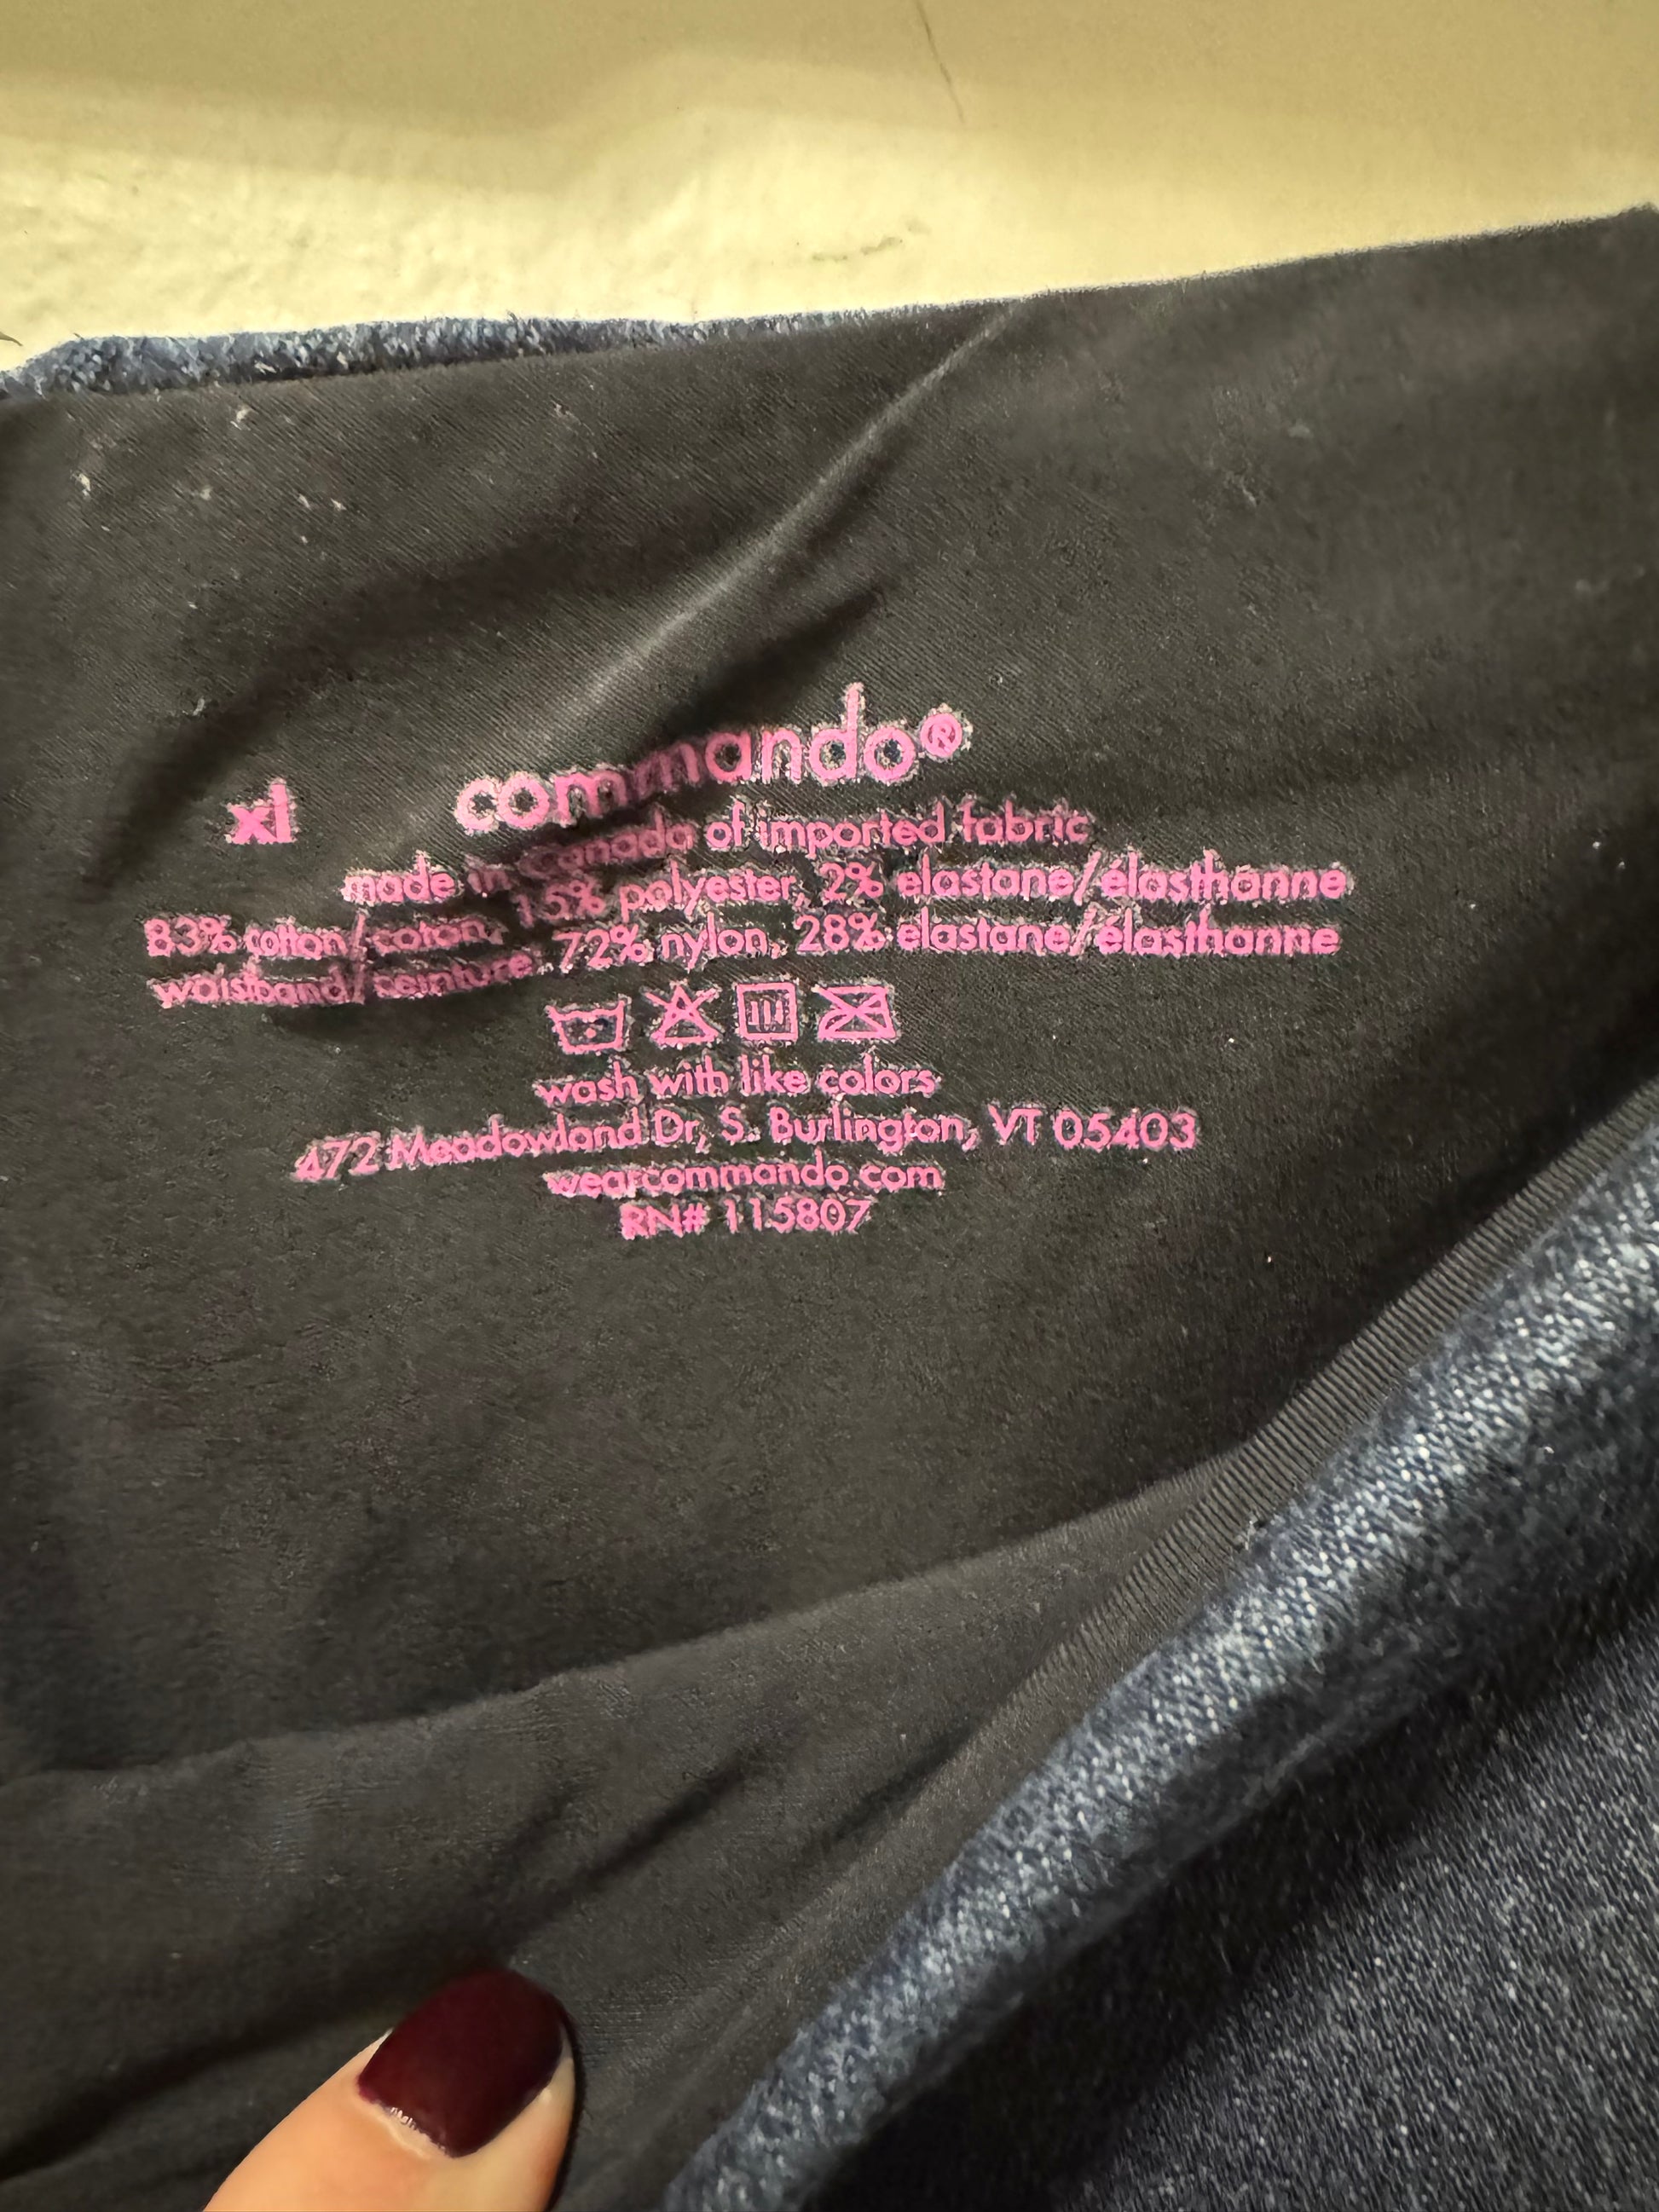 xl commando®
made in Canada of imported fabric
83% cotton/coton, 15% polyester, 2% elastane/élasthanne
waistband/ceinture: 72% nylon, 28% elastane/élasthanne
wash with like colors
472 Meadowland Dr, S. Burlington, VT 05403
wearcommando.com
RN# 115807